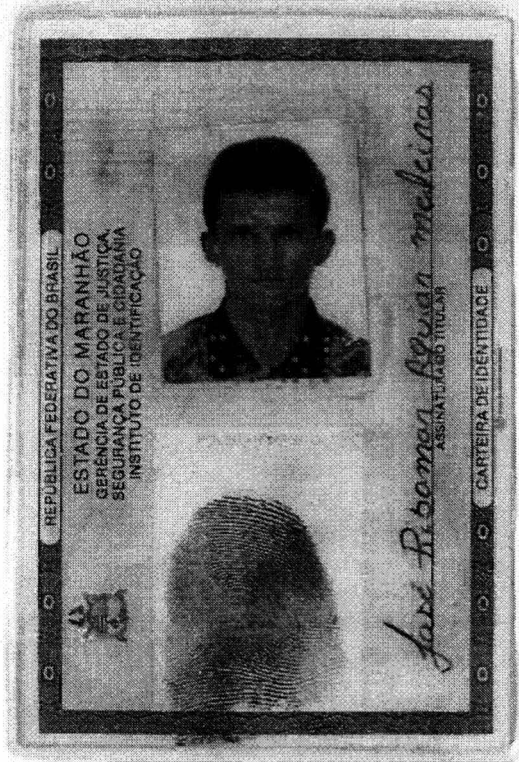 REPÚBLICA FEDERATIVA DO BRASIL
ESTADO DO MARANHÃO
GERÊNCIA DE ESTADO DE JUSTIÇA,
SEGURANÇA PÚBLICA E CIDADANIA
INSTITUTO DE IDENTIFICAÇÃO
José Ribamar Aguiar medeiros
ASSINATURA DO TITULAR
CARTEIRA DE IDENTIDADE